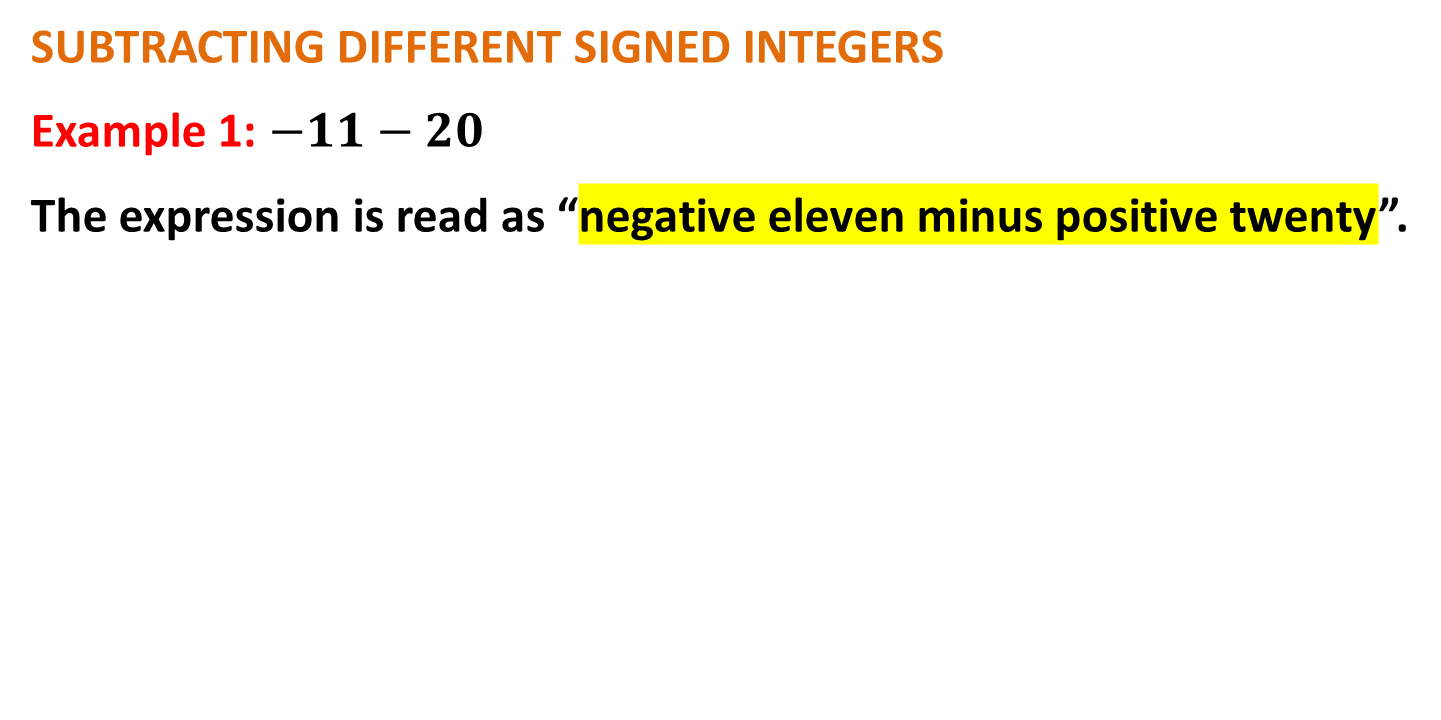 SUBTRACTING DIFFERENT SIGNED INTEGERS
Example 1: −11 − 20
The expression is read as “negative eleven minus positive twenty”.